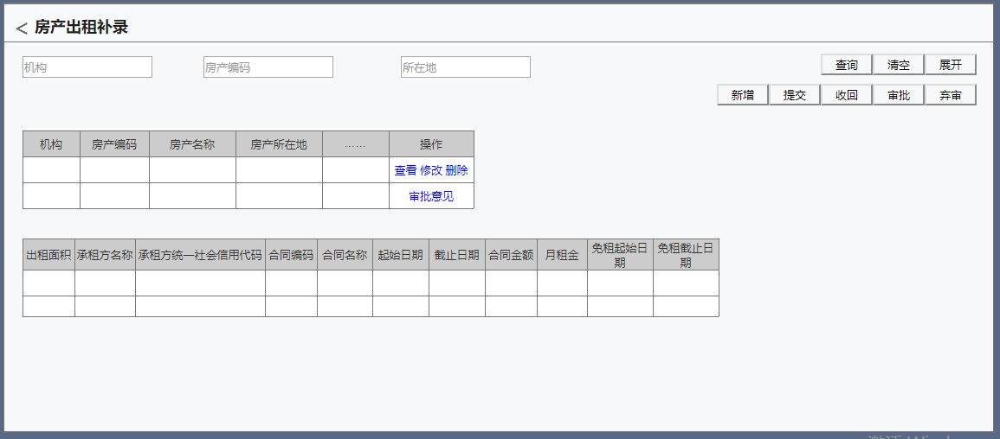 < 房产出租补录
机构 房产编码 所在地 查询 清空 展开
新增 提交 收回 审批 弃审
机构 房产编码 房产名称 房产所在地 …… 操作
查看 修改 删除
审批意见
出租面积 承租方名称 承租方统一社会信用代码 合同编码 合同名称 起始日期 截止日期 合同金额 月租金 免租起始日期 免租截止日期